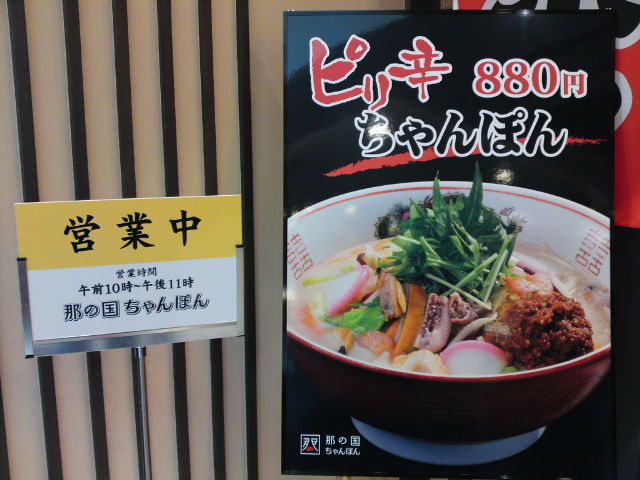 営業中
営業時間
午前10時~午後11時
那の国 ちゃんぽん
ピリ辛 880円
ちゃんぽん
那の国
ちゃんぽん